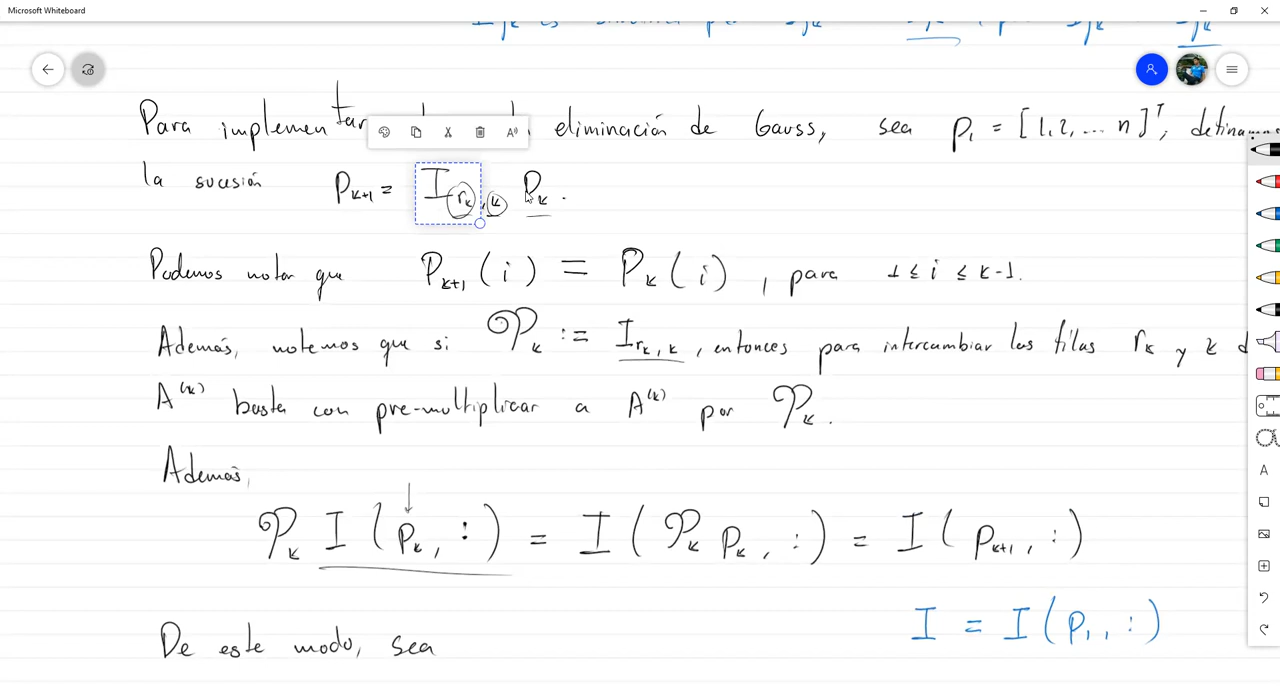 Microsoft Whiteboard
Para implementar eliminación de Gauss, sea p₁ = [1,2,... n]ᵀ, definamos
la sucesión P_{k+1} = I_{r_k, k} P_k.
Podemos notar que P_{k+1}(i) = P_k(i), para 1 ≤ i ≤ k-1.
Además, notemos que si 𝒫_k := I_{r_k, k}, entonces para intercambiar las filas r_k y k d
A^{(k)} basta con pre-multiplicar a A^{(k)} por 𝒫_k.
Además,
𝒫_k I(p_k, :) = I(𝒫_k p_k, :) = I(p_{k+1}, :)
I = I(p₁, :)
De este modo, sea